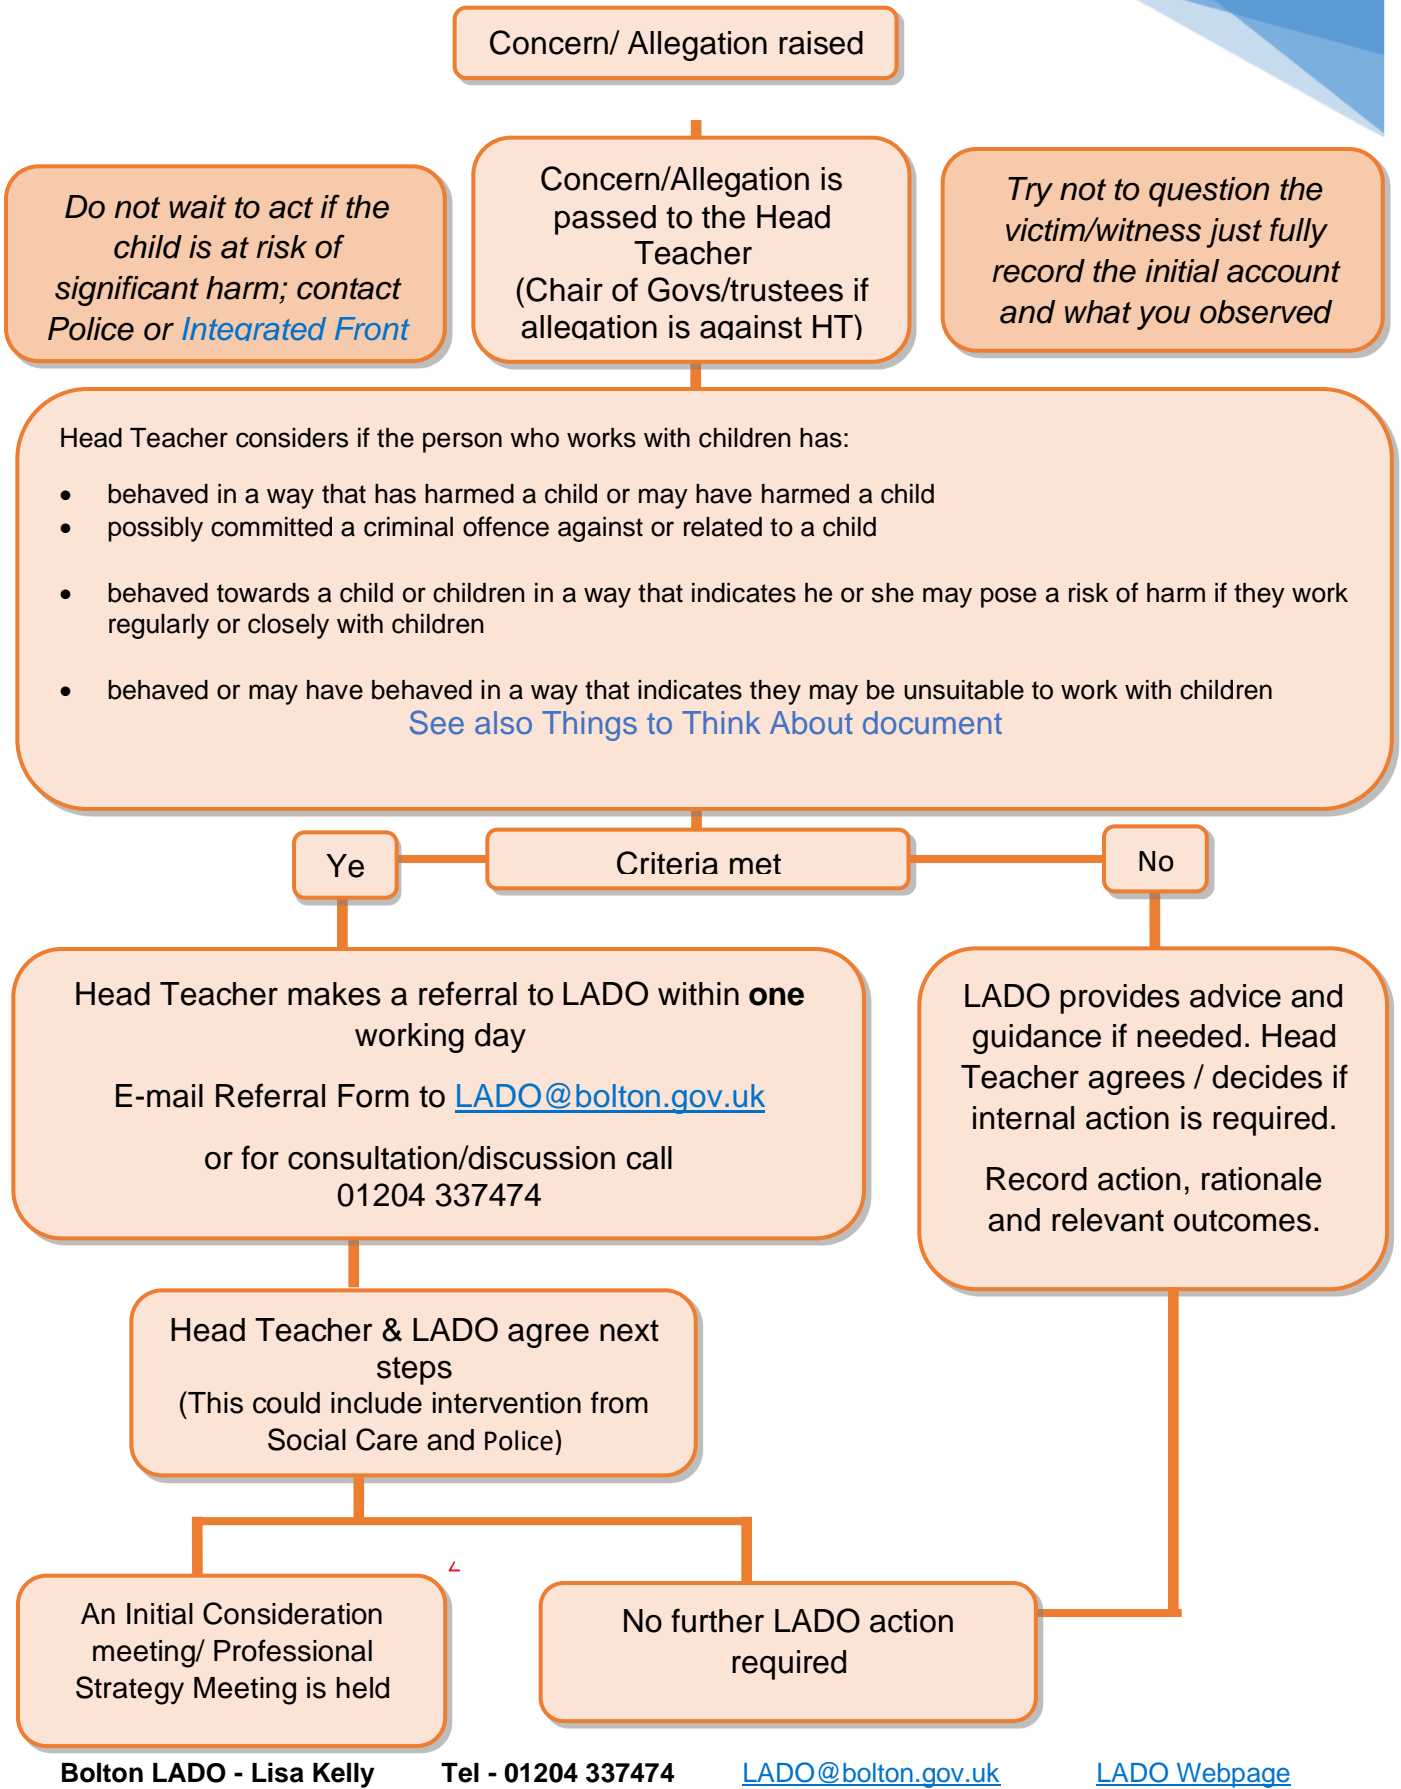 Concern/ Allegation raised
Do not wait to act if the
child is at risk of
significant harm; contact
Police or Integrated Front
Concern/Allegation is
passed to the Head
Teacher
(Chair of Govs/trustees if
allegation is against HT)
Try not to question the
victim/witness just fully
record the initial account
and what you observed
Head Teacher considers if the person who works with children has:
• behaved in a way that has harmed a child or may have harmed a child
• possibly committed a criminal offence against or related to a child
• behaved towards a child or children in a way that indicates he or she may pose a risk of harm if they work
regularly or closely with children
• behaved or may have behaved in a way that indicates they may be unsuitable to work with children
See also Things to Think About document
Ye
Criteria met
No
Head Teacher makes a referral to LADO within one
working day
E-mail Referral Form to LADO@bolton.gov.uk
or for consultation/discussion call
01204 337474
LADO provides advice and
guidance if needed. Head
Teacher agrees / decides if
internal action is required.
Record action, rationale
and relevant outcomes.
Head Teacher & LADO agree next
steps
(This could include intervention from
Social Care and Police)
An Initial Consideration
meeting/ Professional
Strategy Meeting is held
No further LADO action
required
Bolton LADO - Lisa Kelly Tel - 01204 337474 LADO@bolton.gov.uk LADO Webpage